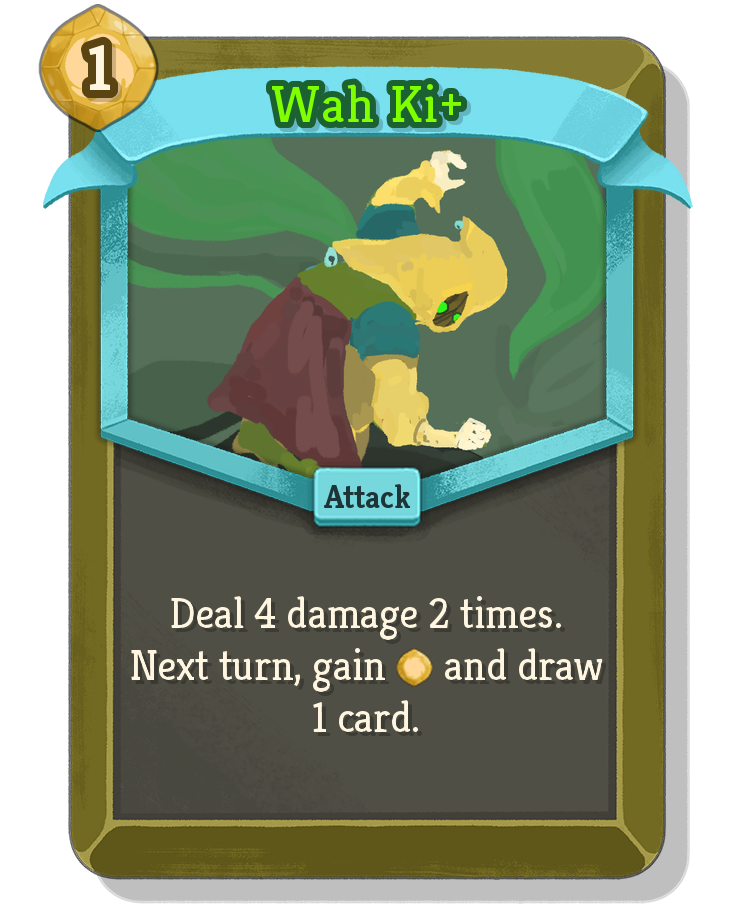 1
Wah Ki+
Attack
Deal 4 damage 2 times.
Next turn, gain and draw
1 card.